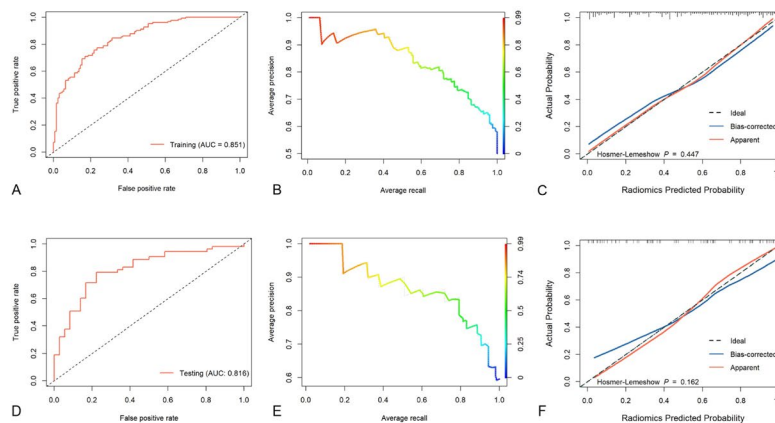 1.0
0.8
0.6
0.4
0.2
0.0
True positive rate
Training (AUC = 0.851)
0.0 0.2 0.4 0.6 0.8 1.0
False positive rate
A
1.0
0.9
0.8
0.7
0.6
0.5
Average precision
0.0 0.2 0.4 0.6 0.8 1.0
Average recall
0.99
0.8
0.6
0.4
0.2
0
B
1.0
0.8
0.6
0.4
0.2
0.0
Actual Probability
Ideal
Bias-corrected
Apparent
Hosmer-Lemeshow P = 0.447
0.0 0.2 0.4 0.6 0.8 1.0
Radiomics Predicted Probability
C
1.0
0.8
0.6
0.4
0.2
0.0
True positive rate
Testing (AUC: 0.816)
0.0 0.2 0.4 0.6 0.8 1.0
False positive rate
D
1.0
0.9
0.8
0.7
0.6
Average precision
0.0 0.2 0.4 0.6 0.8 1.0
Average recall
0.99
0.74
0.5
0.25
0
E
1.0
0.8
0.6
0.4
0.2
0.0
Actual Probability
Ideal
Bias-corrected
Apparent
Hosmer-Lemeshow P = 0.162
0.0 0.2 0.4 0.6 0.8 1.0
Radiomics Predicted Probability
F